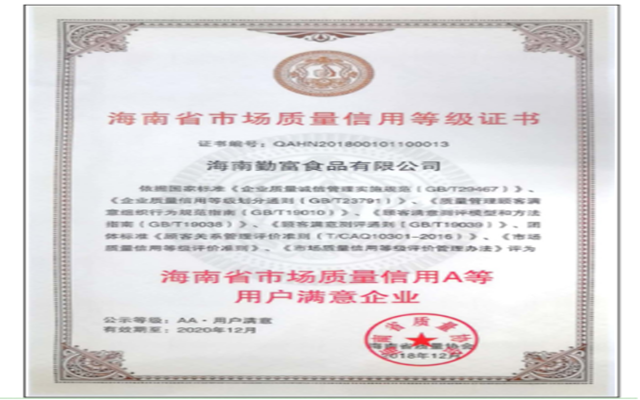 海南省市场质量信用等级证书
证书编号：QAHN201800101100013
海南勤富食品有限公司
依据国家标准《企业质量诚信管理实施规范（GB/T29467）》、
《企业质量信用等级划分通则（GB/T23791）》、《质量管理顾客满
意组织行为规范指南（GB/T19010）》、《顾客满意测评模型和方法
指南（GB/T19038）》、《顾客满意测评通则（GB/T19039）》、团
体标准《顾客关系管理评价准则（T/CAQ10301-2016）》、《市场
质量信用等级评价准则》、《市场质量信用等级评价管理办法》评为
海南省市场质量信用A等
用户满意企业
公示等级：AA·用户满意
有效期至：2020年12月
海南省质量协会
2018年12月